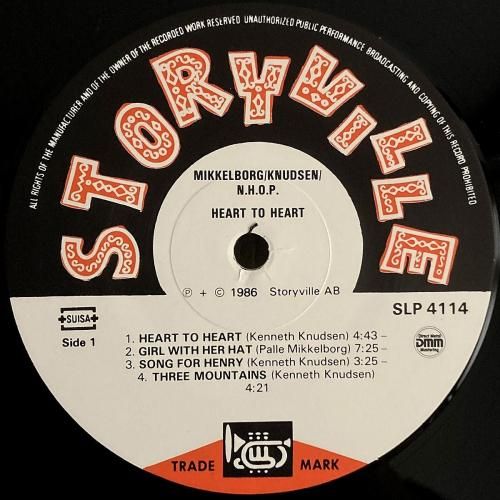 ALL RIGHTS OF THE MANUFACTURER AND OF THE OWNER OF THE RECORDED WORK RESERVED UNAUTHORIZED PUBLIC PERFORMANCE BROADCASTING AND COPYING OF THIS RECORD PROHIBITED
STORYVILLE
MIKKELBORG/KNUDSEN/
N.H.O.P.
HEART TO HEART
℗ + © 1986 Storyville AB
SUISA
SLP 4114
Side 1
1. HEART TO HEART (Kenneth Knudsen) 4:43 –
2. GIRL WITH HER HAT (Palle Mikkelborg) 7:25 –
3. SONG FOR HENRY (Kenneth Knudsen) 3:25 –
4. THREE MOUNTAINS (Kenneth Knudsen)
4:21
Direct Metal
DMM
Mastering
TRADE MARK